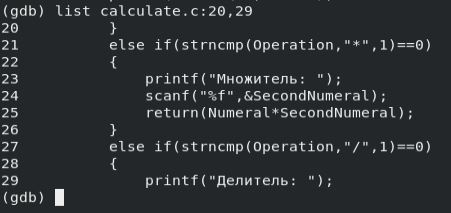 (gdb) list calculate.c:20,29
20 }
21 else if(strncmp(Operation,"*",1)==0)
22 {
23 printf("Множитель: ");
24 scanf("%f",&SecondNumeral);
25 return(Numeral*SecondNumeral);
26 }
27 else if(strncmp(Operation,"/",1)==0)
28 {
29 printf("Делитель: ");
(gdb)